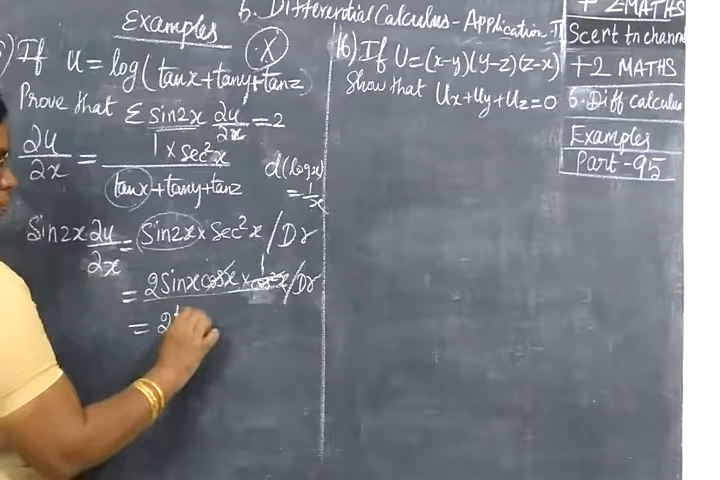 Examples
6. Differential Calculus - Application-II
5) If u = log(tanx+tany+tanz)
Prove that Σ sin2x ∂u/∂x = 2
∂u/∂x = 1 × sec²x / tanx+tany+tanz
d(logx) = 1/x
Sin2x ∂u/∂x = Sin2x × Sec²x / Dr
= 2Sinx cosx × 1/cos²x / Dr
= 2t
X
16) If U=(x-y)(y-z)(z-x)
Show that Ux+Uy+Uz=0
+2 MATHS
Scert tn channel
+2 MATHS
6. Diff calculus
Examples
Part-95